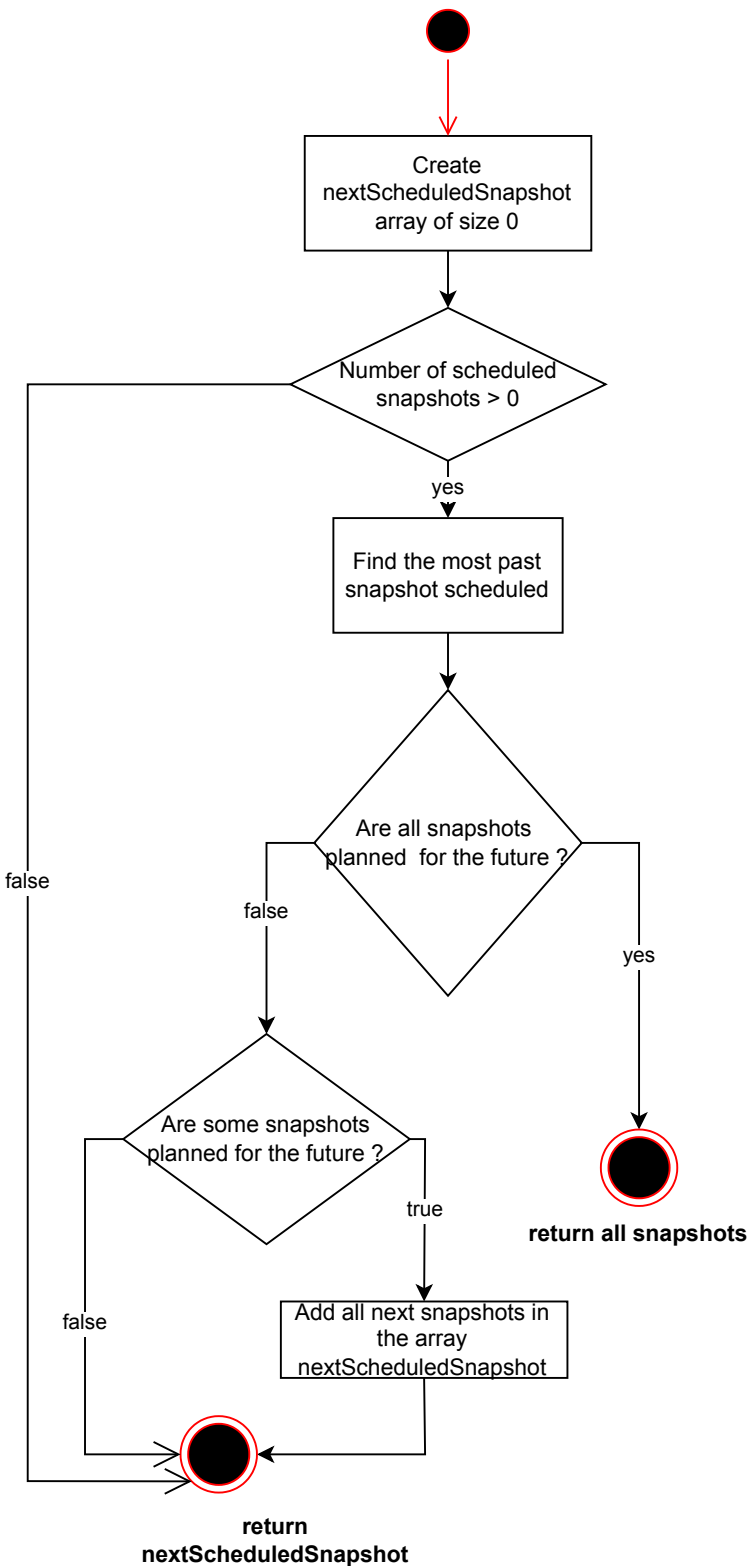 Create
nextScheduledSnapshot
array of size 0
Number of scheduled
snapshots > 0
yes
Find the most past
snapshot scheduled
Are all snapshots
planned for the future ?
false
false
yes
Are some snapshots
planned for the future ?
true
return all snapshots
false
Add all next snapshots in
the array
nextScheduledSnapshot
return
nextScheduledSnapshot